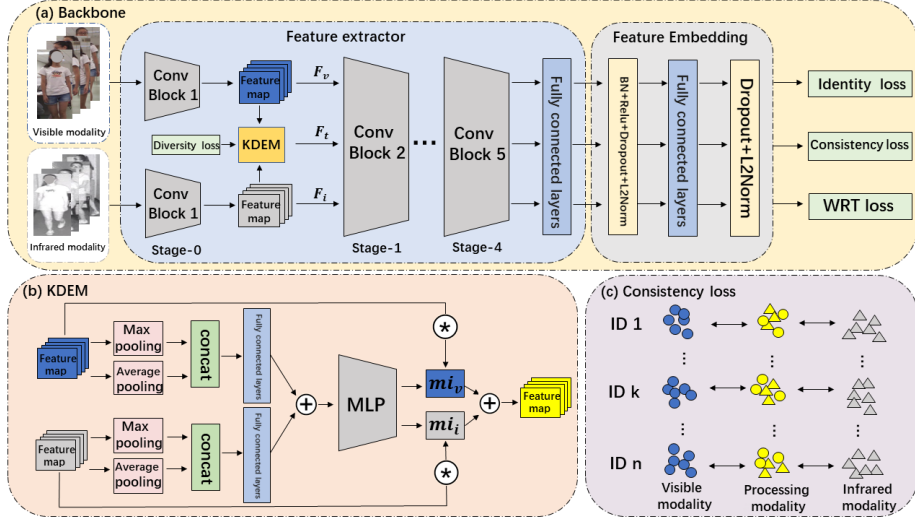 (a) Backbone
Visible modality
Infrared modality
Feature extractor
Conv
Block 1
Feature
map
Diversity loss
KDEM
Conv
Block 1
Feature
map
Stage-0
F_v
F_t
F_i
Conv
Block 2
Stage-1
...
Conv
Block 5
Stage-4
Fully connected layers
Feature Embedding
BN+Relu+Dropout+L2Norm
Fully connected layers
Dropout+L2Norm
Identity loss
Consistency loss
WRT loss
(b) KDEM
Feature
map
Max
pooling
Average
pooling
concat
Fully connected layers
Feature
map
Max
pooling
Average
pooling
concat
Fully connected layers
+
MLP
*
mi_v
mi_i
*
+
Feature
map
(c) Consistency loss
ID 1
... ... ...
ID k
... ... ...
ID n
Visible
modality
Processing
modality
Infrared
modality